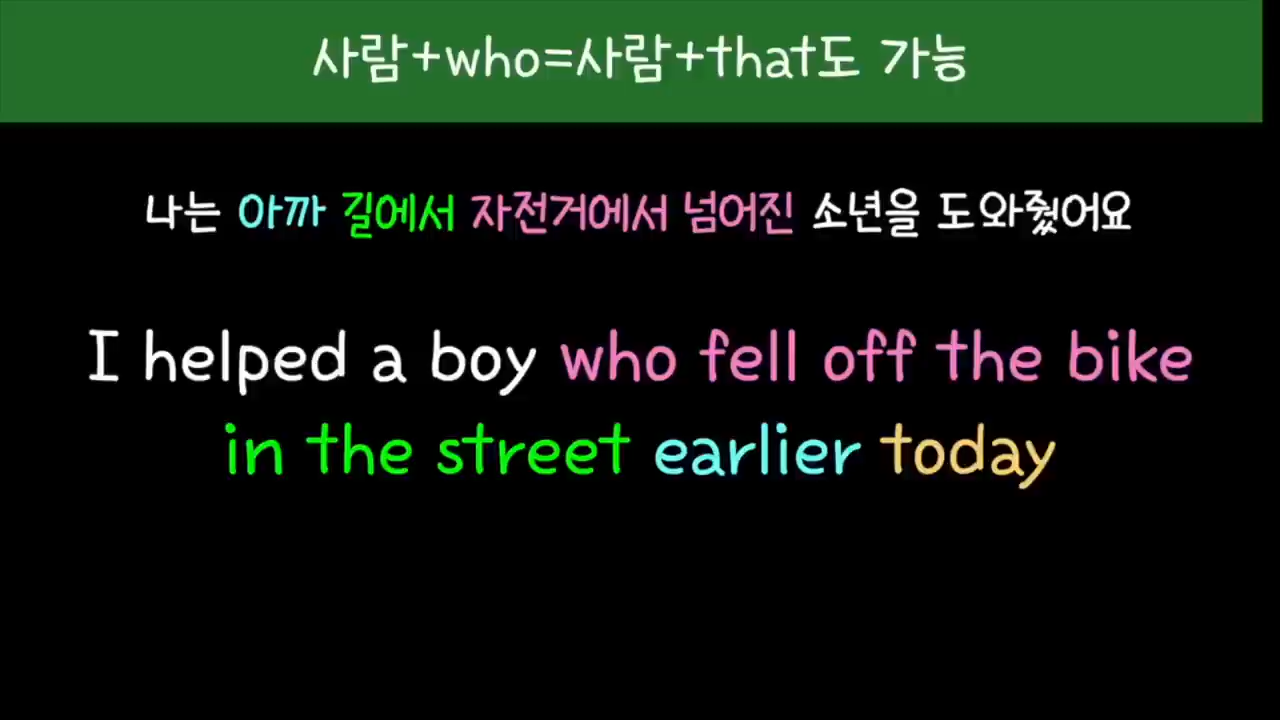 사람+who=사람+that도 가능
나는 아까 길에서 자전거에서 넘어진 소년을 도와줬어요
I helped a boy who fell off the bike
in the street earlier today